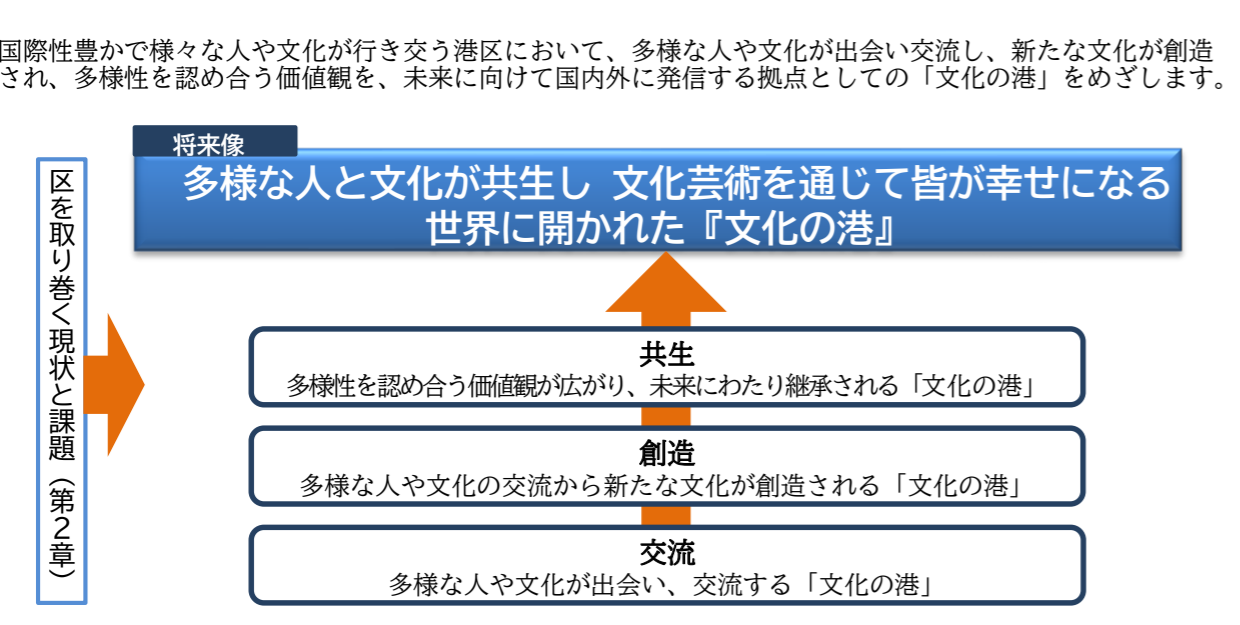 国際性豊かで様々な人や文化が行き交う港区において、多様な人や文化が出会い交流し、新たな文化が創造
され、多様性を認め合う価値観を、未来に向けて国内外に発信する拠点としての「文化の港」をめざします。
将来像
多様な人と文化が共生し 文化芸術を通じて皆が幸せになる
世界に開かれた『文化の港』
区を取り巻く現状と課題（第２章）
共生
多様性を認め合う価値観が広がり、未来にわたり継承される「文化の港」
創造
多様な人や文化の交流から新たな文化が創造される「文化の港」
交流
多様な人や文化が出会い、交流する「文化の港」